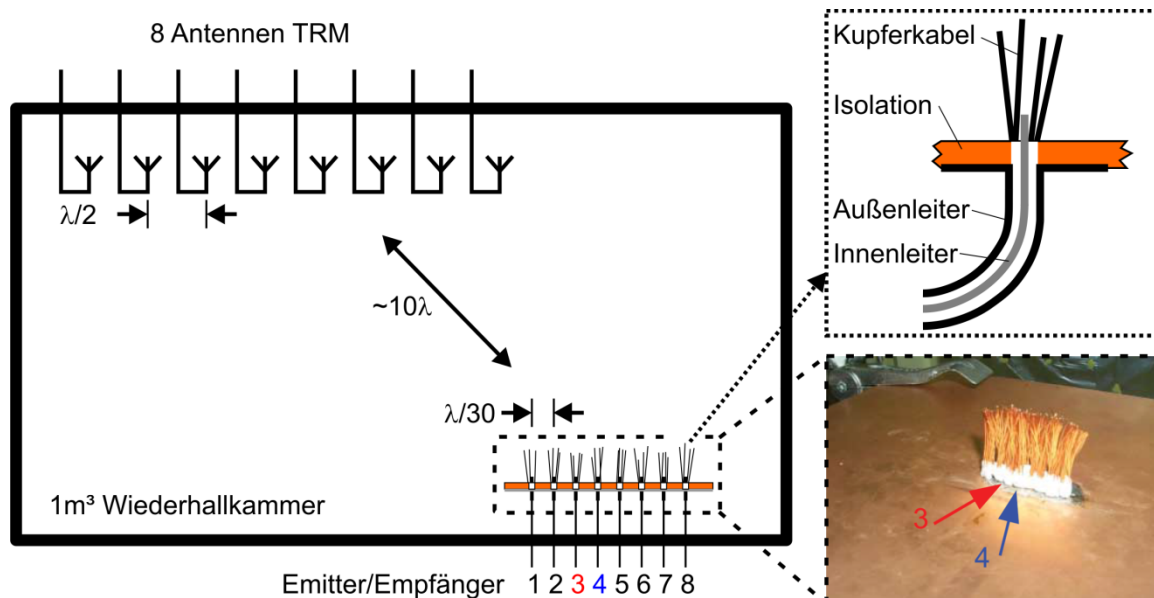 8 Antennen TRM
λ/2
~10λ
λ/30
1m³ Wiederhallkammer
Emitter/Empfänger 1 2 3 4 5 6 7 8
Kupferkabel
Isolation
Außenleiter
Innenleiter
3
4